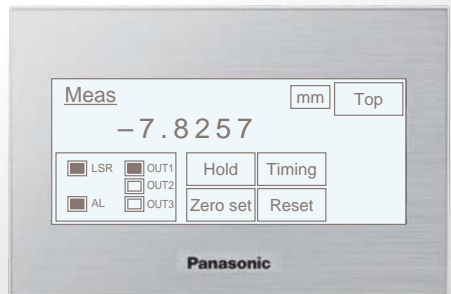 Meas mm Top
−7.8257
LSR OUT1 Hold Timing
OUT2
AL OUT3 Zero set Reset
Panasonic